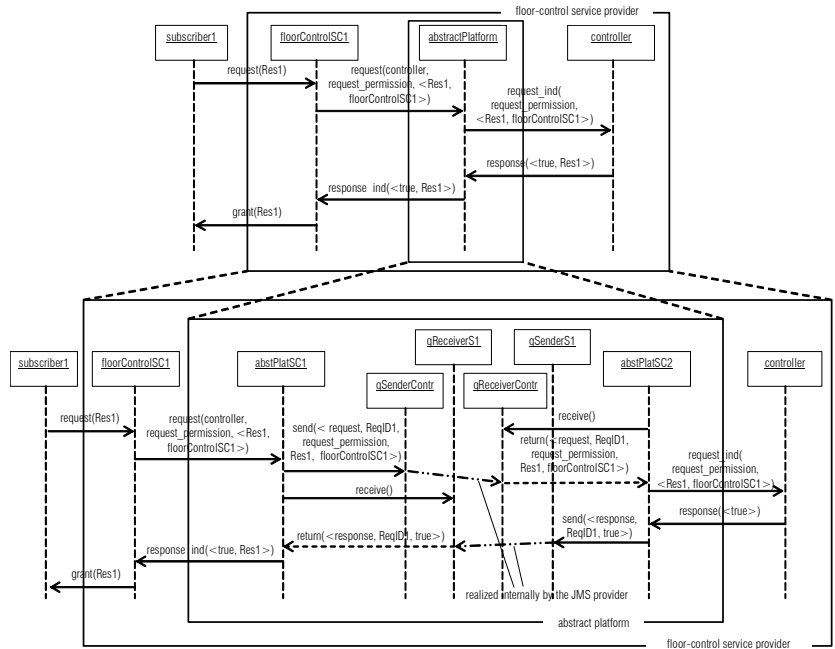 floor-control service provider
subscriber1
floorControlSC1
abstractPlatform
controller
request(Res1)
request(controller,
request_permission, <Res1,
floorControlSC1>)
request_ind(
request_permission,
<Res1, floorControlSC1>)
response(<true, Res1>)
response_ind(<true, Res1>)
grant(Res1)
subscriber1
floorControlSC1
abstPlatSC1
qSenderContr
qReceiverS1
qReceiverContr
qSenderS1
abstPlatSC2
controller
request(Res1)
request(controller,
request_permission, <Res1,
floorControlSC1>)
send(< request, ReqID1,
request_permission,
Res1, floorControlSC1>)
receive()
return(<request, ReqID1,
request_permission,
Res1, floorControlSC1>)
request_ind(
request_permission,
<Res1, floorControlSC1>)
receive()
response(<true>)
send(<response,
ReqID1, true>)
return(<response, ReqID1, true>)
response_ind(<true, Res1>)
grant(Res1)
realized internally by the JMS provider
abstract platform
floor-control service provider